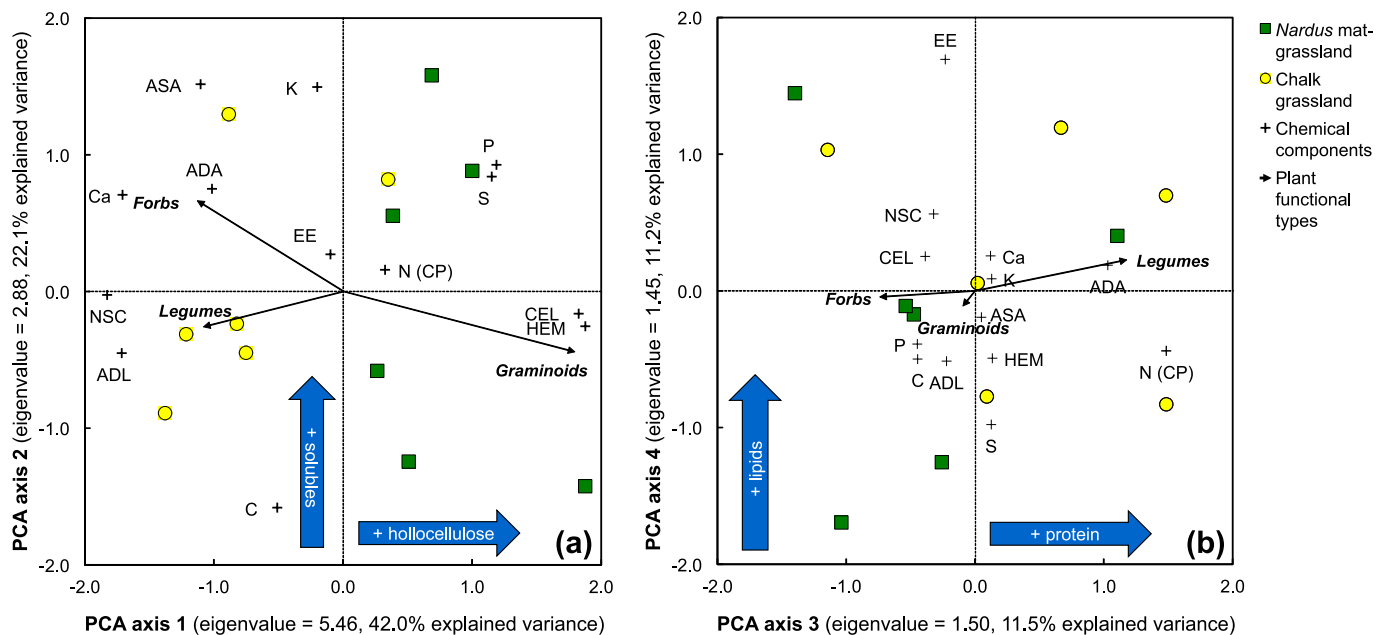 PCA axis 2 (eigenvalue = 2.88, 22.1% explained variance)
2.0
1.0
0.0
-1.0
-2.0
ASA
K
P
S
ADA
Ca
Forbs
EE
N (CP)
NSC
Legumes
CEL
HEM
ADL
Graminoids
C
+ solubles
+ hollocellulose
(a)
-2.0 -1.0 0.0 1.0 2.0
PCA axis 1 (eigenvalue = 5.46, 42.0% explained variance)
PCA axis 4 (eigenvalue = 1.45, 11.2% explained variance)
2.0
1.0
0.0
-1.0
-2.0
EE
NSC
CEL
Ca
K
Legumes
ADA
Forbs
Graminoids
ASA
P
HEM
C
ADL
N (CP)
S
+ lipids
+ protein
(b)
-2.0 -1.0 0.0 1.0 2.0
PCA axis 3 (eigenvalue = 1.50, 11.5% explained variance)
Nardus mat-
grassland
Chalk
grassland
Chemical
components
Plant
functional
types